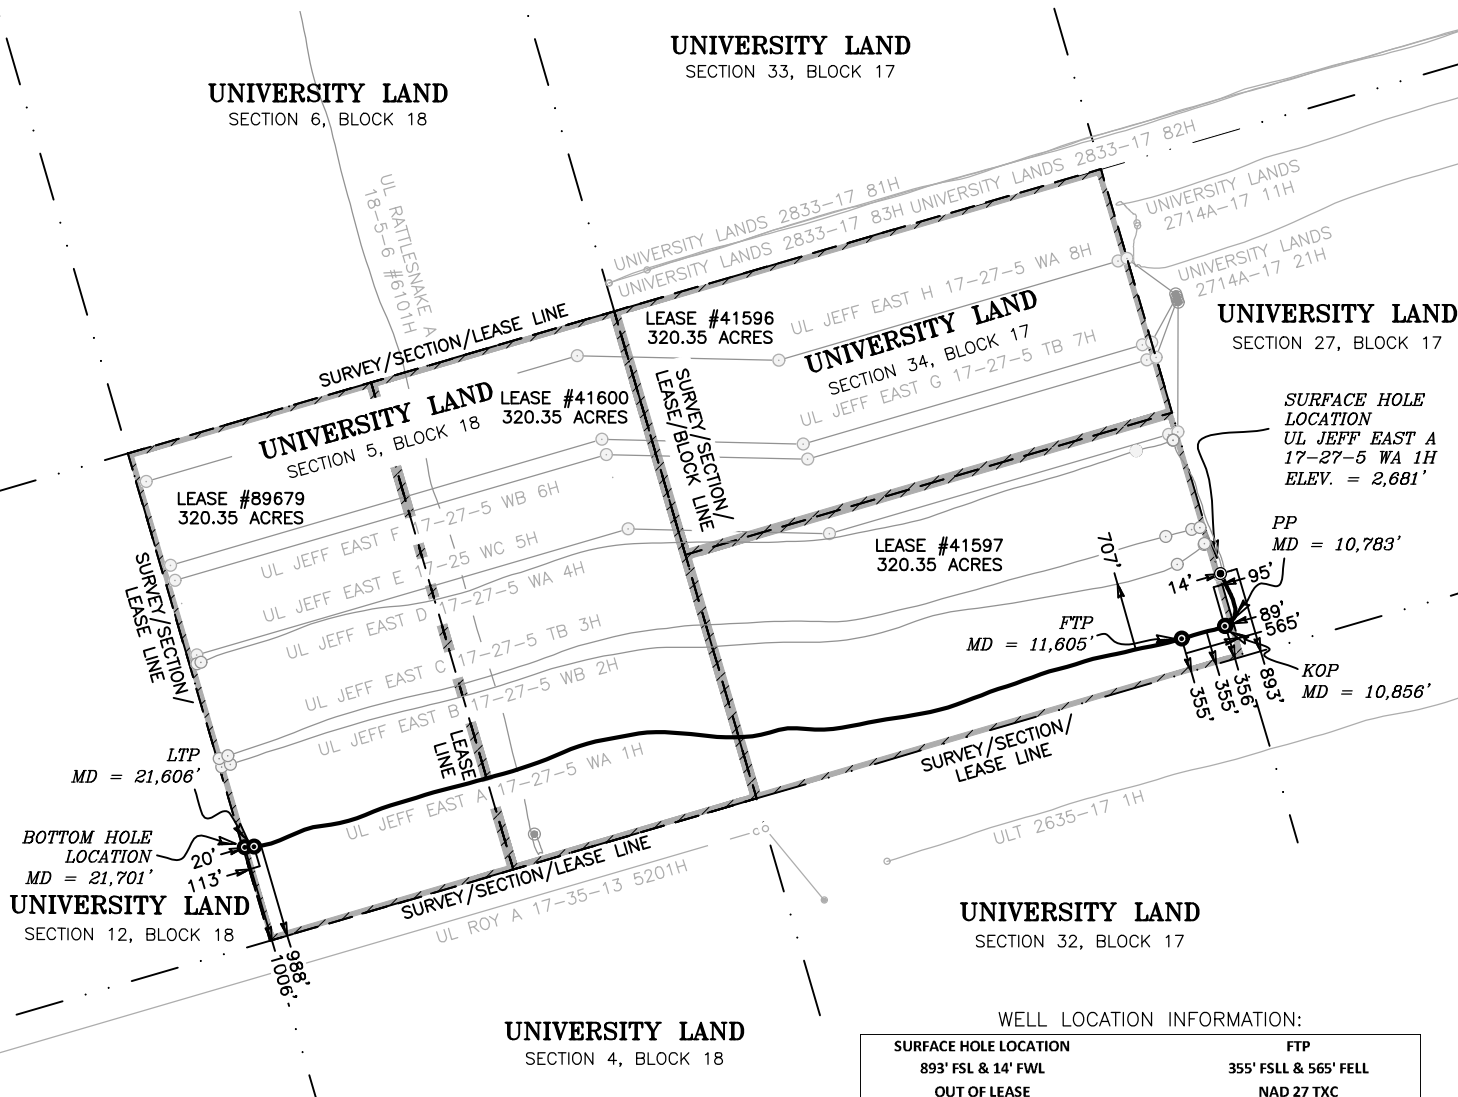 UNIVERSITY LAND
SECTION 33, BLOCK 17
UNIVERSITY LAND
SECTION 6, BLOCK 18
UL RATTLESNAKE A
18-5-6 #6101H
UNIVERSITY LANDS 2833-17 81H
UNIVERSITY LANDS 2833-17 82H
UNIVERSITY LANDS 2833-17 83H
UNIVERSITY LANDS
2714A-17 11H
UNIVERSITY LANDS
2714A-17 21H
UNIVERSITY LAND
SECTION 27, BLOCK 17
SURVEY/SECTION/LEASE LINE
LEASE #41596
320.35 ACRES
UL JEFF EAST H 17-27-5 WA 8H
UNIVERSITY LAND
SECTION 34, BLOCK 17
UL JEFF EAST G 17-27-5 TB 7H
SURVEY/SECTION/
LEASE/BLOCK LINE
UNIVERSITY LAND
SECTION 5, BLOCK 18
LEASE #41600
320.35 ACRES
LEASE #89679
320.35 ACRES
SURFACE HOLE
LOCATION
UL JEFF EAST A
17-27-5 WA 1H
ELEV. = 2,681'
PP
MD = 10,783'
UL JEFF EAST F 17-27-5 WB 6H
UL JEFF EAST E 17-25 WC 5H
UL JEFF EAST D 17-27-5 WA 4H
UL JEFF EAST C 17-27-5 TB 3H
UL JEFF EAST B 17-27-5 WB 2H
UL JEFF EAST A 17-27-5 WA 1H
LEASE #41597
320.35 ACRES
707'
14'
95'
89'
565'
FTP
MD = 11,605'
KOP
MD = 10,856'
355'
355'
356'
893'
SURVEY/SECTION/
LEASE LINE
LEASE
LINE
SURVEY/SECTION/
LEASE LINE
LTP
MD = 21,606'
BOTTOM HOLE
LOCATION
MD = 21,701'
20'
113'
UNIVERSITY LAND
SECTION 12, BLOCK 18
988'
1006'
SURVEY/SECTION/LEASE LINE
UL ROY A 17-35-13 5201H
ULT 2635-17 1H
UNIVERSITY LAND
SECTION 32, BLOCK 17
UNIVERSITY LAND
SECTION 4, BLOCK 18
WELL LOCATION INFORMATION:
SURFACE HOLE LOCATION
893' FSL & 14' FWL
OUT OF LEASE
FTP
355' FSLL & 565' FELL
NAD 27 TXC